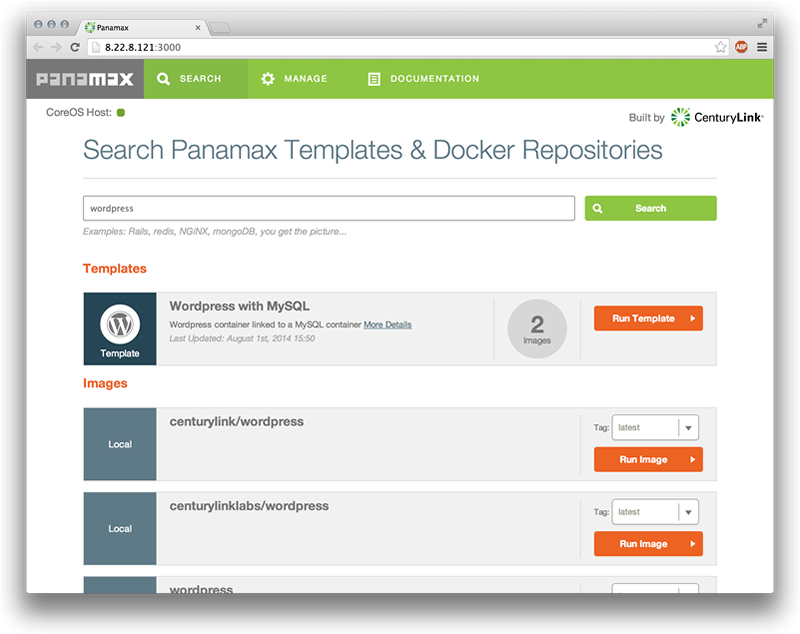 Panamax
8.22.8.121:3000
ABP
panamax
SEARCH
MANAGE
DOCUMENTATION
CoreOS Host:
Built by CenturyLink
Search Panamax Templates & Docker Repositories
wordpress
Search
Examples: Rails, redis, NGiNX, mongoDB, you get the picture...
Templates
Template
Wordpress with MySQL
Wordpress container linked to a MySQL container More Details
Last Updated: August 1st, 2014 15:50
2
Images
Run Template
Images
Local
centurylink/wordpress
Tag: latest
Run Image
Local
centurylinklabs/wordpress
Tag: latest
Run Image
wordpress